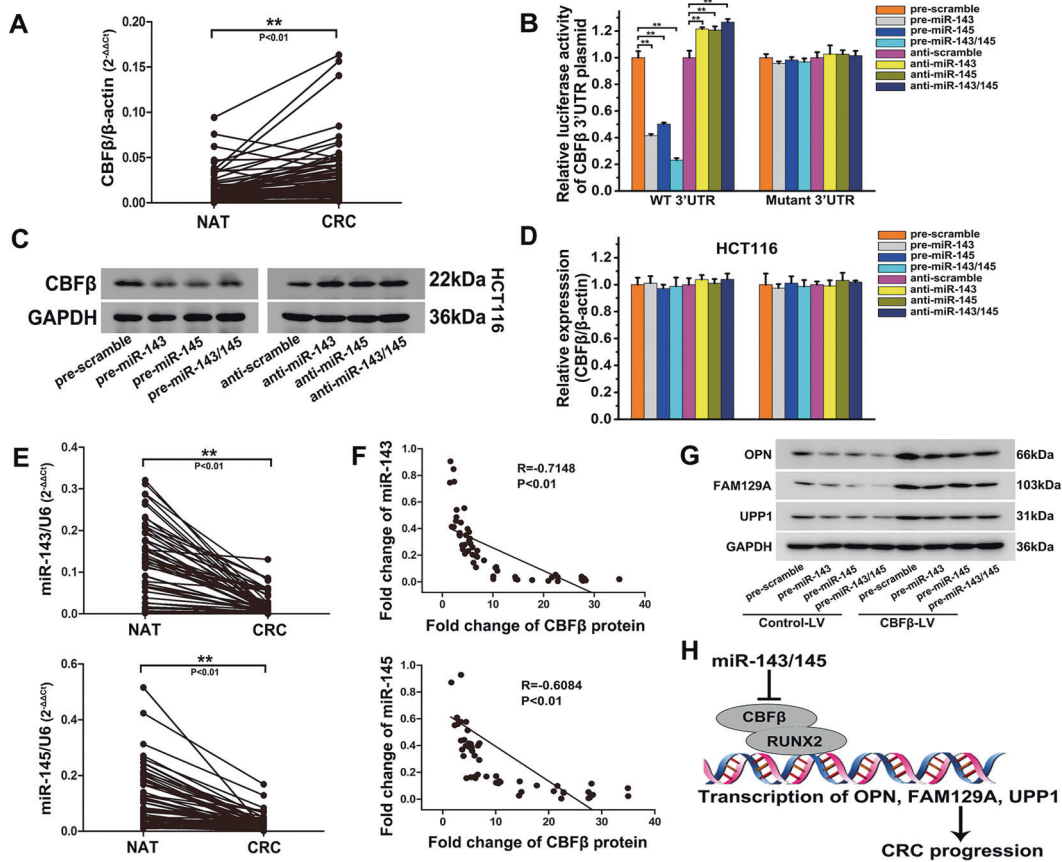 A
CBFβ/β-actin (2-ΔΔCt)
0.20
0.15
0.10
0.05
0.00
**
P<0.01
NAT
CRC
B
Relative luciferase activity
of CBFβ 3'UTR plasmid
1.2
1.0
0.8
0.6
0.4
0.2
0.0
**
**
**
**
**
**
WT 3'UTR
Mutant 3'UTR
pre-scramble
pre-miR-143
pre-miR-145
pre-miR-143/145
anti-scramble
anti-miR-143
anti-miR-145
anti-miR-143/145
C
CBFβ
22kDa
GAPDH
36kDa
HCT116
pre-scramble
pre-miR-143
pre-miR-145
pre-miR-143/145
anti-scramble
anti-miR-143
anti-miR-145
anti-miR-143/145
D
HCT116
Relative expression
(CBFβ/β-actin)
1.2
1.0
0.8
0.6
0.4
0.2
0.0
pre-scramble
pre-miR-143
pre-miR-145
pre-miR-143/145
anti-scramble
anti-miR-143
anti-miR-145
anti-miR-143/145
E
miR-143/U6 (2-ΔΔCt)
0.4
0.3
0.2
0.1
0.0
**
P<0.01
NAT
CRC
miR-145/U6 (2-ΔΔCt)
0.6
0.4
0.2
0.0
**
P<0.01
NAT
CRC
F
Fold change of miR-143
1.0
0.8
0.6
0.4
0.2
0.0
R=-0.7148
P<0.01
0
10
20
30
40
Fold change of CBFβ protein
Fold change of miR-145
1.0
0.8
0.6
0.4
0.2
0.0
R=-0.6084
P<0.01
0
10
20
30
40
Fold change of CBFβ protein
G
OPN
66kDa
FAM129A
103kDa
UPP1
31kDa
GAPDH
36kDa
pre-scramble
pre-miR-143
pre-miR-145
pre-miR-143/145
pre-scramble
pre-miR-143
pre-miR-145
pre-miR-143/145
Control-LV
CBFβ-LV
H
miR-143/145
CBFβ
RUNX2
Transcription of OPN, FAM129A, UPP1
CRC progression